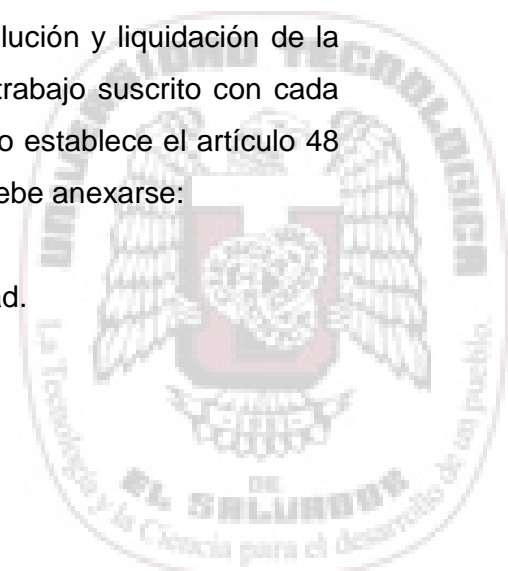 lución y liquidación de la
trabajo suscrito con cada
o establece el artículo 48
ebe anexarse:
ad.
UNIVERSIDAD TECNOLOGICA
La Tecnología y la Ciencia para el desarrollo de un pueblo.
DE
EL SALVADOR